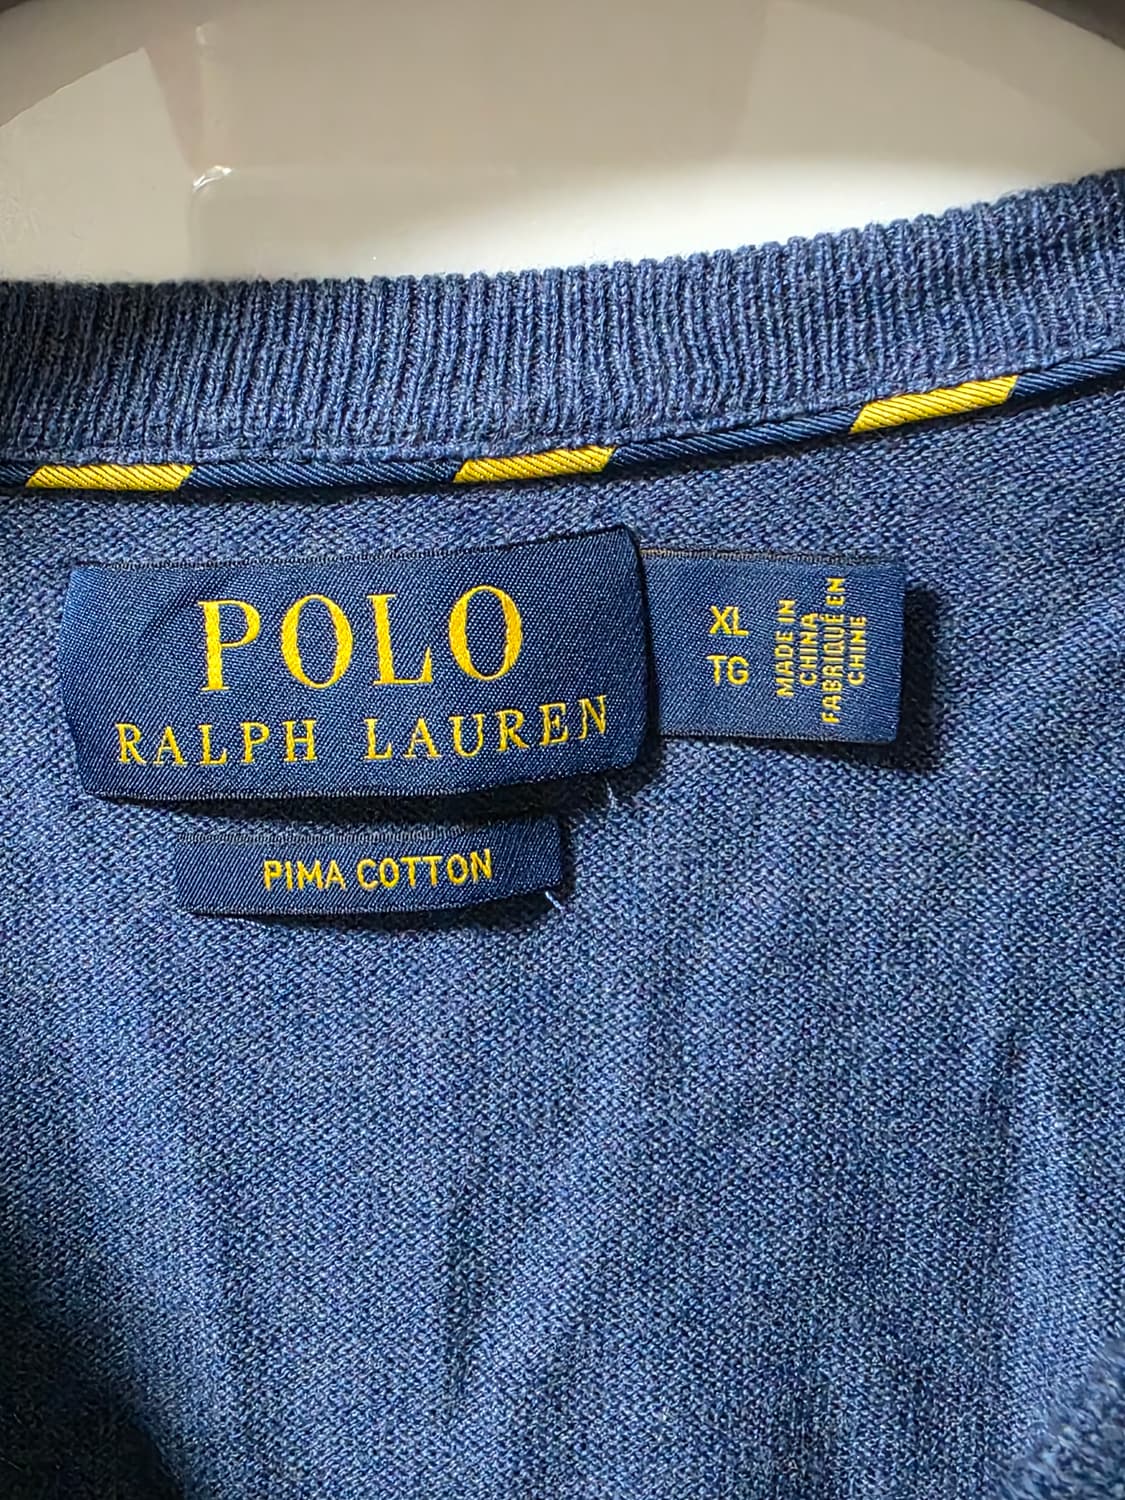 POLO
RALPH LAUREN
PIMA COTTON
XL
TG
MADE IN
CHINA
FABRIQUÉ EN
CHINE